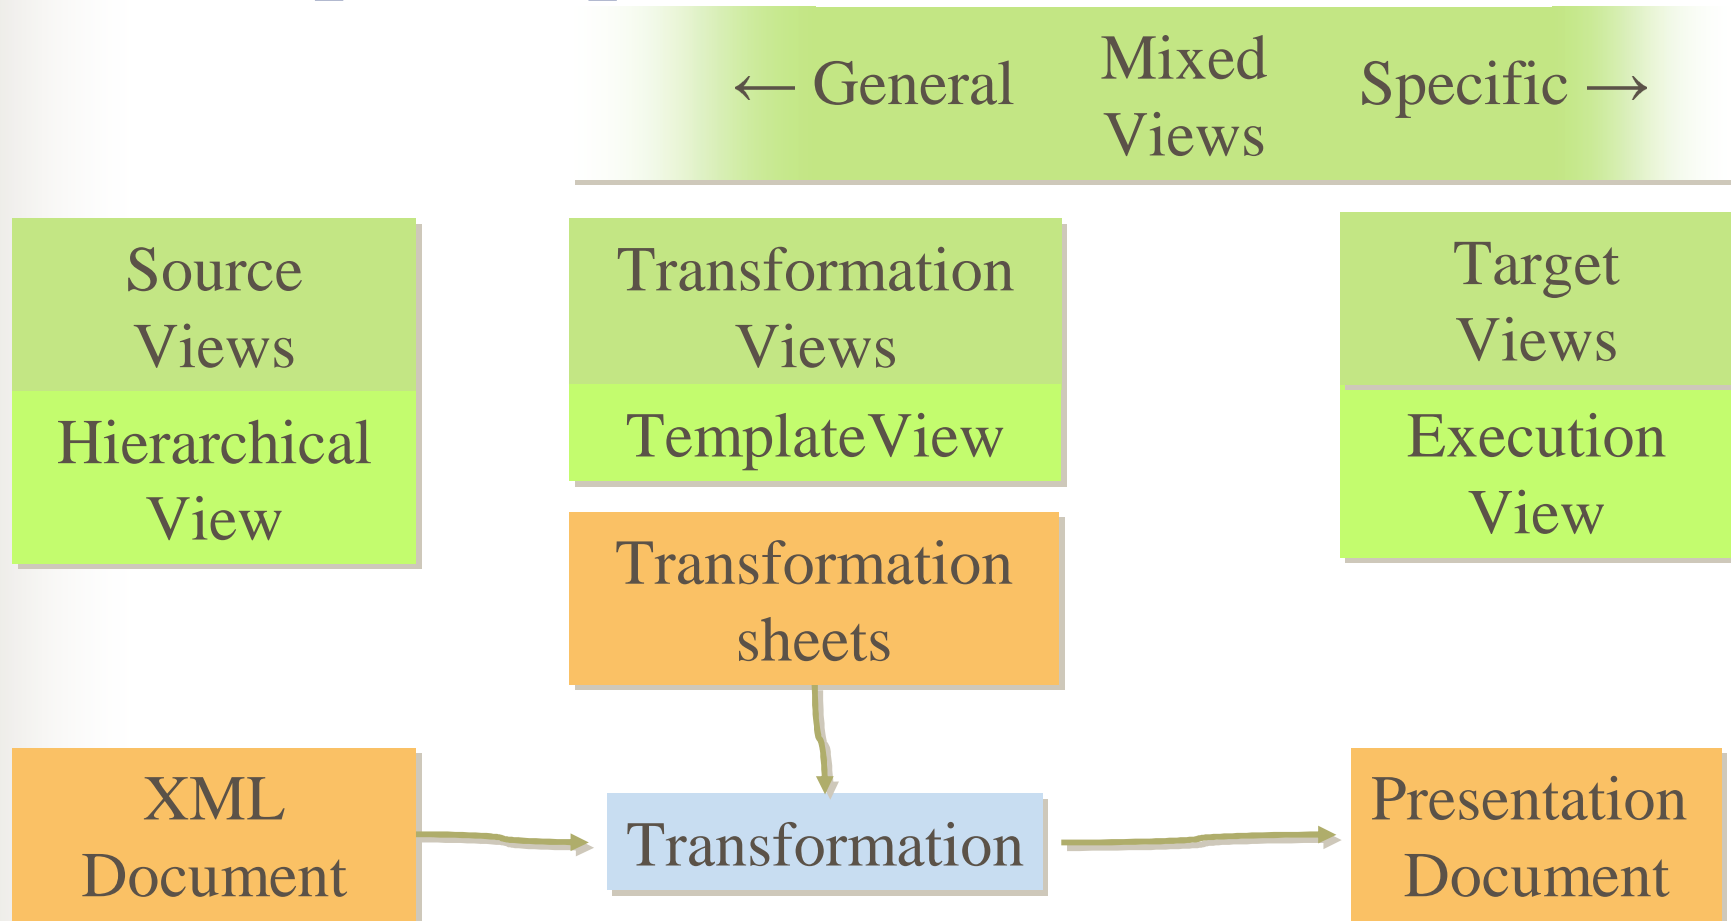 ← General
Mixed
Views
Specific →
Source
Views
Hierarchical
View
Transformation
Views
TemplateView
Target
Views
Execution
View
Transformation
sheets
XML
Document
Transformation
Presentation
Document